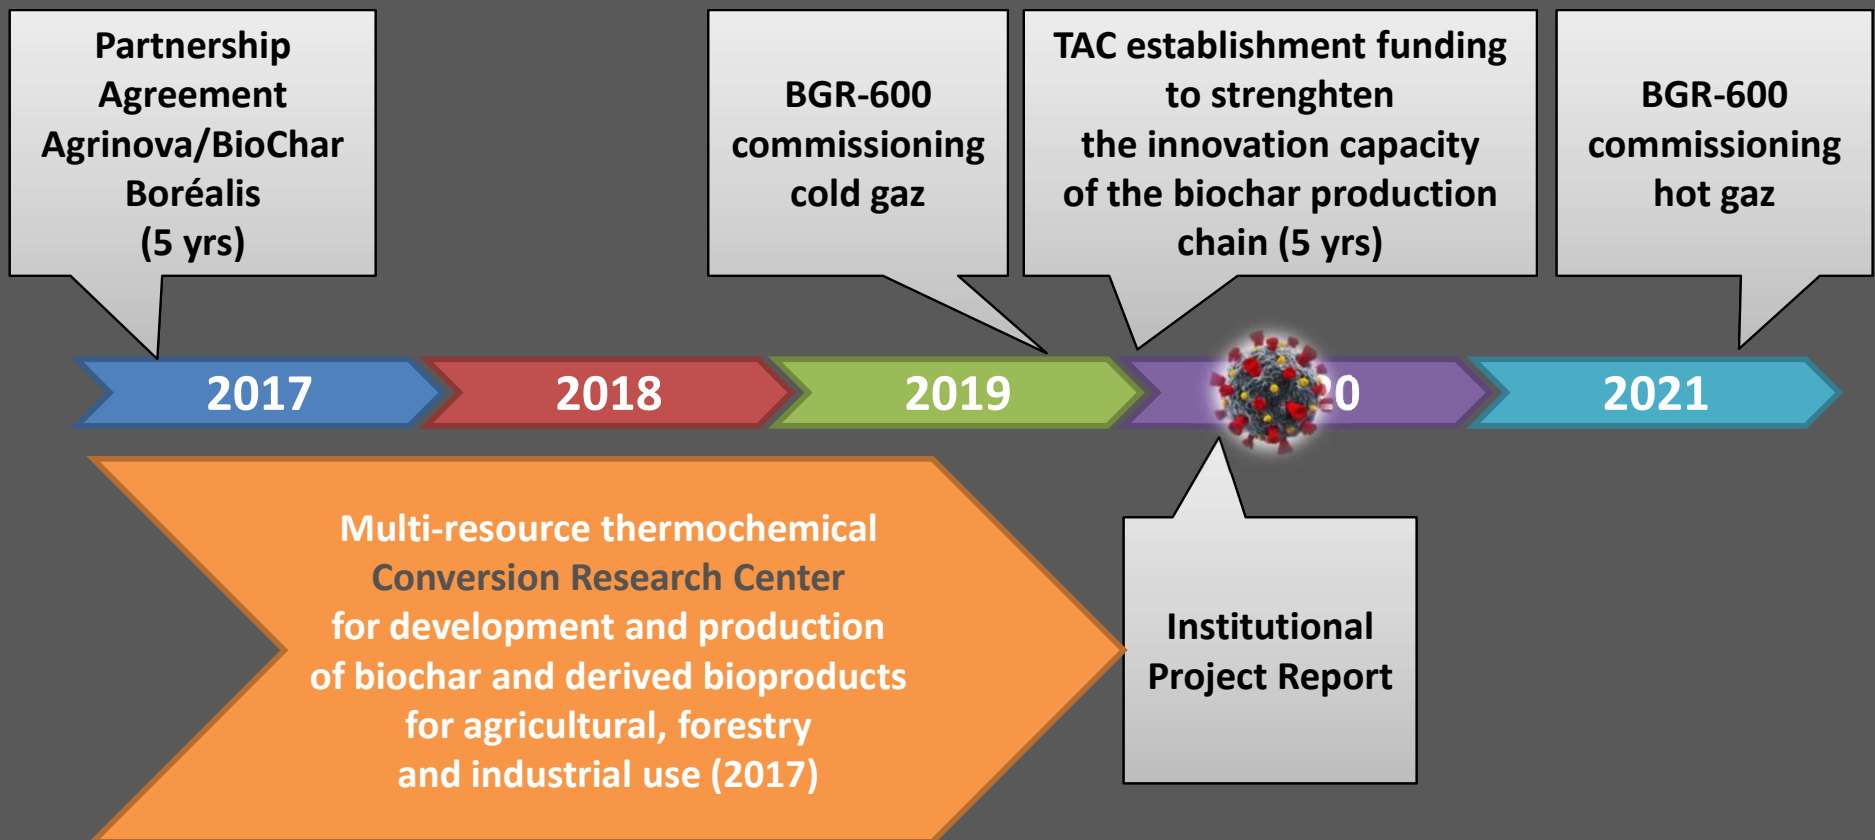 Partnership
Agreement
Agrinova/BioChar
Boréalis
(5 yrs)
BGR-600
commissioning
cold gaz
TAC establishment funding
to strenghten
the innovation capacity
of the biochar production
chain (5 yrs)
BGR-600
commissioning
hot gaz
2017
2018
2019
0
2021
Multi-resource thermochemical
Conversion Research Center
for development and production
of biochar and derived bioproducts
for agricultural, forestry
and industrial use (2017)
Institutional
Project Report